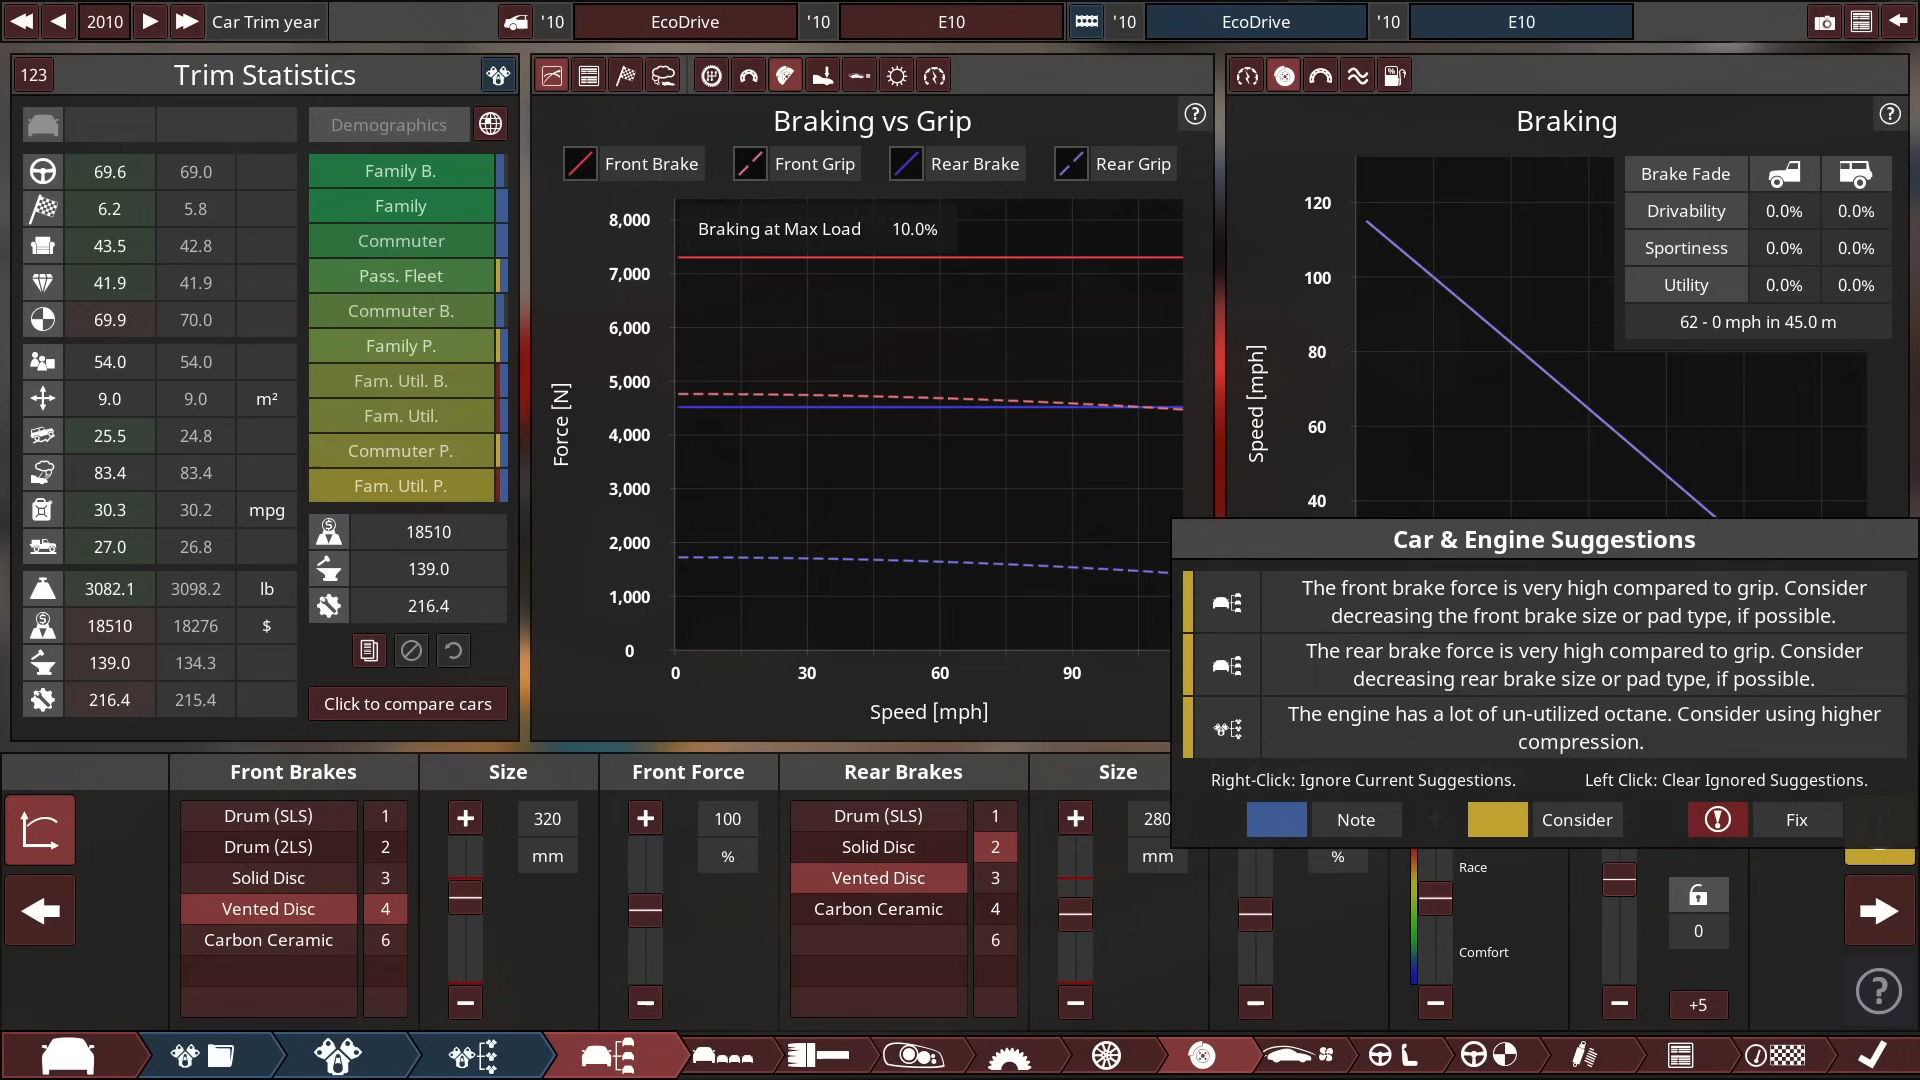 2010
Car Trim year
'10
EcoDrive
'10
E10
'10
EcoDrive
'10
E10
123
Trim Statistics
Demographics
69.6 69.0
6.2 5.8
43.5 42.8
41.9 41.9
69.9 70.0
54.0 54.0
9.0 9.0 m²
25.5 24.8
83.4 83.4
30.3 30.2 mpg
27.0 26.8
3082.1 3098.2 lb
18510 18276 $
139.0 134.3
216.4 215.4
Family B.
Family
Commuter
Pass. Fleet
Commuter B.
Family P.
Fam. Util. B.
Fam. Util.
Commuter P.
Fam. Util. P.
18510
139.0
216.4
Click to compare cars
Braking vs Grip
?
Front Brake
Front Grip
Rear Brake
Rear Grip
Braking at Max Load 10.0%
Force [N]
8,000
7,000
6,000
5,000
4,000
3,000
2,000
1,000
0
0 30 60 90
Speed [mph]
Braking
?
Speed [mph]
120
100
80
60
40
Brake Fade
Drivability 0.0% 0.0%
Sportiness 0.0% 0.0%
Utility 0.0% 0.0%
62 - 0 mph in 45.0 m
Car & Engine Suggestions
The front brake force is very high compared to grip. Consider
decreasing the front brake size or pad type, if possible.
The rear brake force is very high compared to grip. Consider
decreasing rear brake size or pad type, if possible.
The engine has a lot of un-utilized octane. Consider using higher
compression.
Right-Click: Ignore Current Suggestions.
Left Click: Clear Ignored Suggestions.
Note
Consider
Fix
Front Brakes
Drum (SLS) 1
Drum (2LS) 2
Solid Disc 3
Vented Disc 4
Carbon Ceramic 6
Size
320
mm
Front Force
100
%
Rear Brakes
Drum (SLS) 1
Solid Disc 2
Vented Disc 3
Carbon Ceramic 4
6
Size
280
mm
%
Race
Comfort
0
+5
?